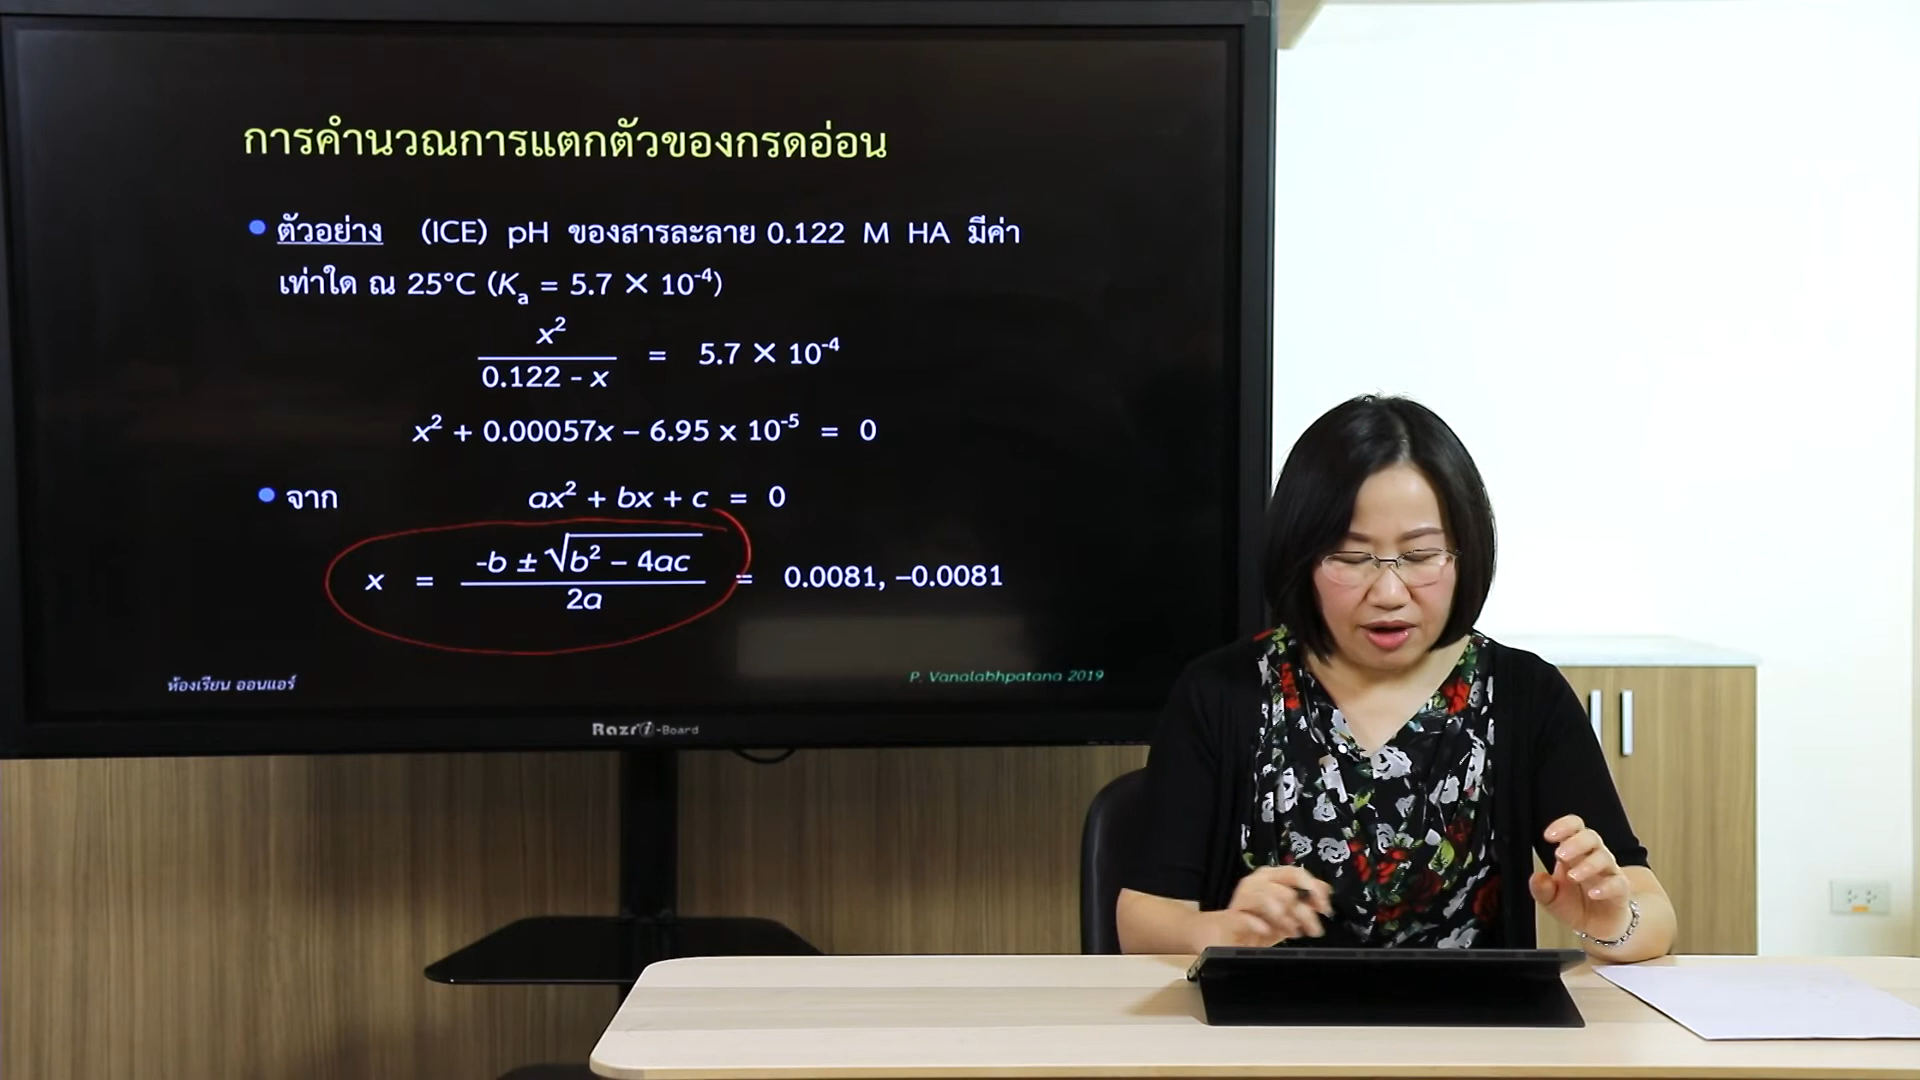 การคำนวณการแตกตัวของกรดอ่อน
ตัวอย่าง (ICE) pH ของสารละลาย 0.122 M HA มีค่า
เท่าใด ณ 25°C (Kₐ = 5.7 × 10⁻⁴)
x²
0.122 - x
= 5.7 × 10⁻⁴
x² + 0.00057x – 6.95 x 10⁻⁵ = 0
จาก ax² + bx + c = 0
x = -b ± √b² – 4ac
2a
= 0.0081, –0.0081
ห้องเรียน ออนแอร์
P. Vanalabhpatana 2019
Razr i-Board